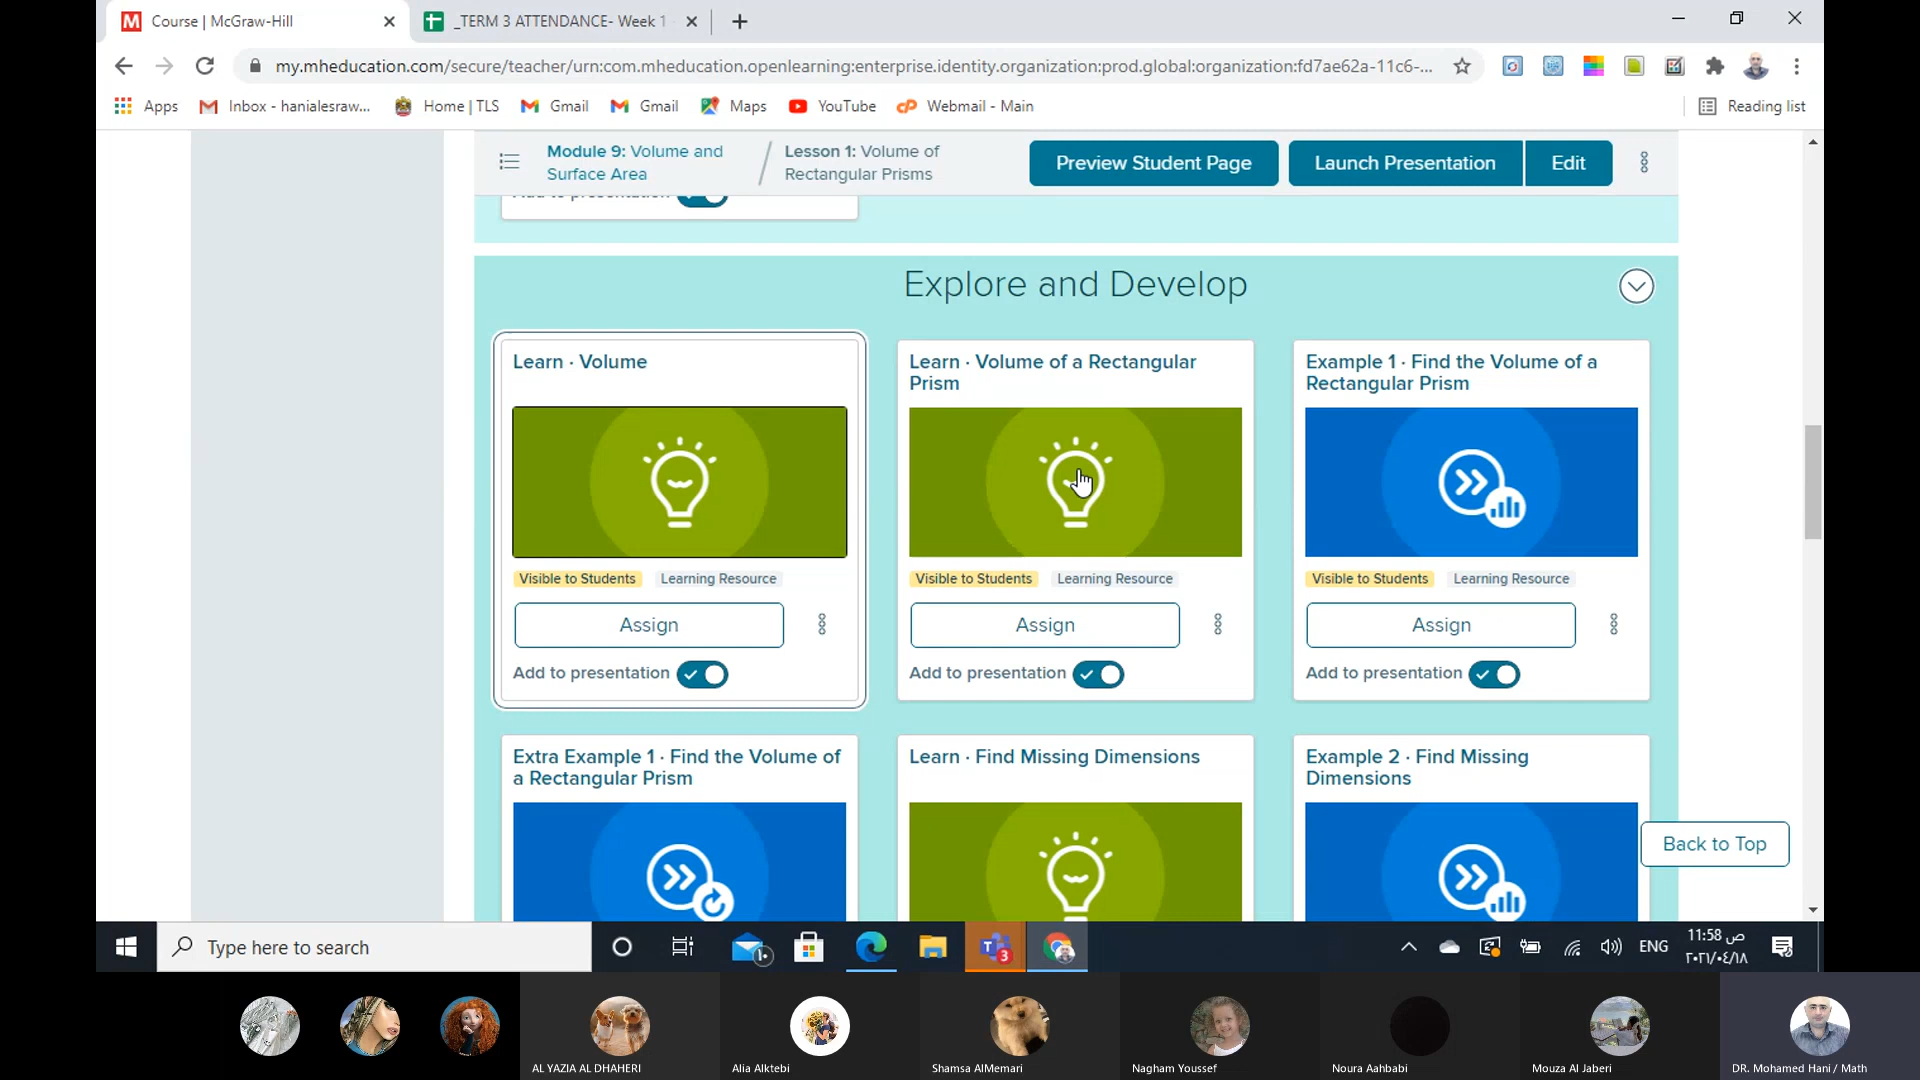 Course | McGraw-Hill
_TERM 3 ATTENDANCE- Week 1 -
my.mheducation.com/secure/teacher/urn:com.mheducation.openlearning:enterprise.identity.organization:prod.global:organization:fd7ae62a-11c6-...
Apps
Inbox - hanialesraw...
Home | TLS
Gmail
Gmail
Maps
YouTube
Webmail - Main
Reading list
Module 9: Volume and
Surface Area
Lesson 1: Volume of
Rectangular Prisms
Preview Student Page
Launch Presentation
Edit
Add to presentation
Explore and Develop
Learn · Volume
Visible to Students
Learning Resource
Assign
Add to presentation
Learn · Volume of a Rectangular
Prism
Visible to Students
Learning Resource
Assign
Add to presentation
Example 1 · Find the Volume of a
Rectangular Prism
Visible to Students
Learning Resource
Assign
Add to presentation
Extra Example 1 · Find the Volume of
a Rectangular Prism
Learn · Find Missing Dimensions
Example 2 · Find Missing
Dimensions
Back to Top
Type here to search
3
ENG
11:58 ص
٢٠٢١/٠٤/١٨
AL YAZIA AL DHAHERI
Alia Alktebi
Shamsa AlMemari
Nagham Youssef
Noura Aahbabi
Mouza Al Jaberi
DR. Mohamed Hani / Math